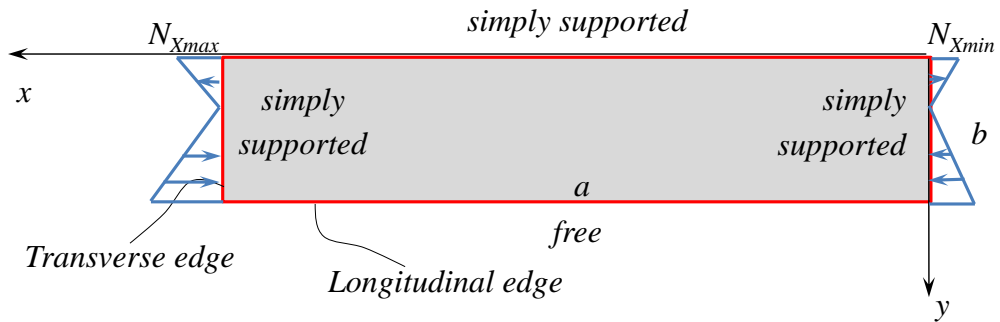 simply supported
N_Xmax
N_Xmin
x
simply
supported
simply
supported
b
a
free
Transverse edge
Longitudinal edge
y